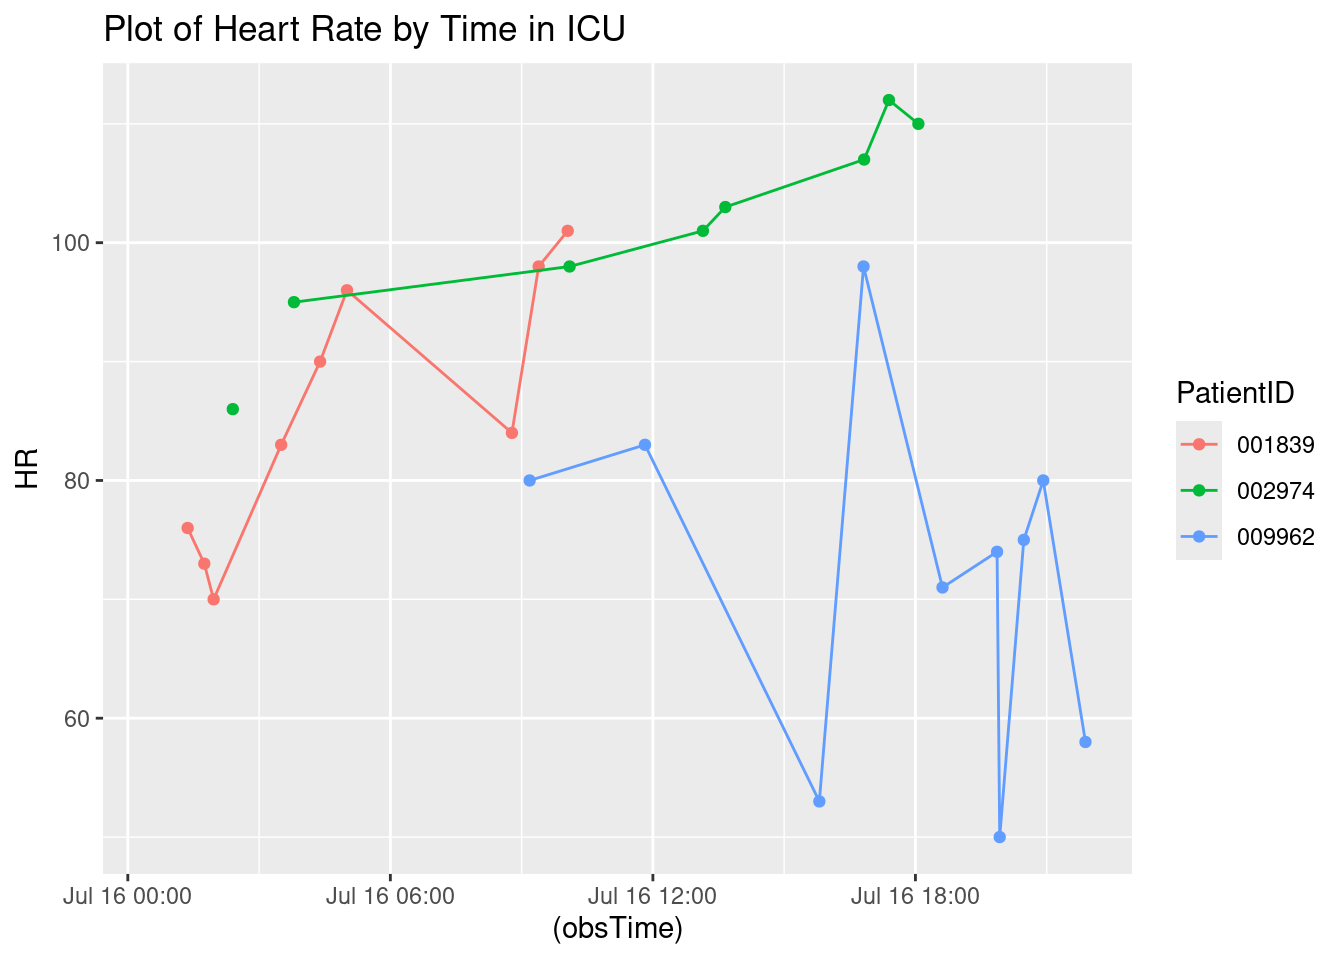 Plot of Heart Rate by Time in ICU
HR
100
80
60
Jul 16 00:00
Jul 16 06:00
Jul 16 12:00
Jul 16 18:00
(obsTime)
PatientID
001839
002974
009962